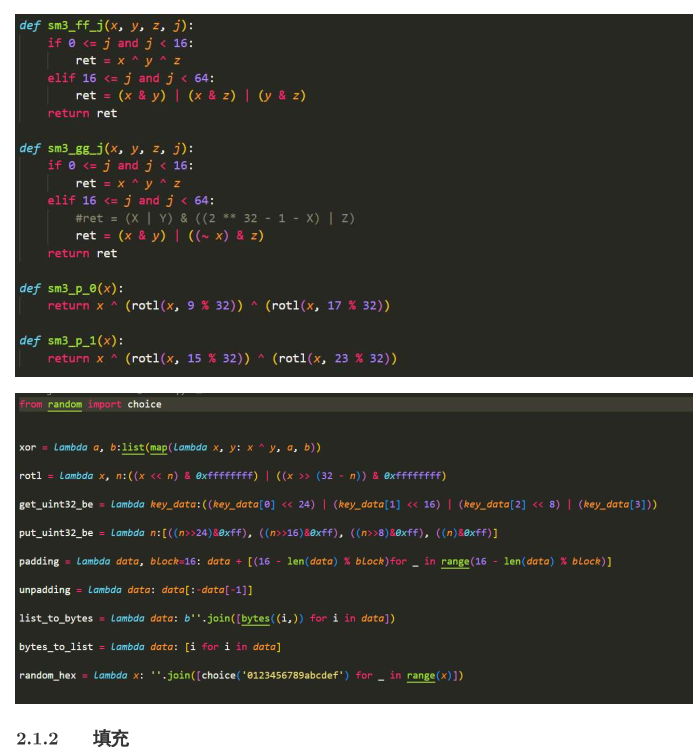 def sm3_ff_j(x, y, z, j):
    if 0 <= j and j < 16:
        ret = x ^ y ^ z
    elif 16 <= j and j < 64:
        ret = (x & y) | (x & z) | (y & z)
    return ret
def sm3_gg_j(x, y, z, j):
    if 0 <= j and j < 16:
        ret = x ^ y ^ z
    elif 16 <= j and j < 64:
        #ret = (X | Y) & ((2 ** 32 - 1 - X) | Z)
        ret = (x & y) | ((~ x) & z)
    return ret
def sm3_p_0(x):
    return x ^ (rotl(x, 9 % 32)) ^ (rotl(x, 17 % 32))
def sm3_p_1(x):
    return x ^ (rotl(x, 15 % 32)) ^ (rotl(x, 23 % 32))
from random import choice
xor = lambda a, b:list(map(lambda x, y: x ^ y, a, b))
rotl = lambda x, n:((x << n) & 0xffffffff) | ((x >> (32 - n)) & 0xffffffff)
get_uint32_be = lambda key_data:((key_data[0] << 24) | (key_data[1] << 16) | (key_data[2] << 8) | (key_data[3]))
put_uint32_be = lambda n:[((n>>24)&0xff), ((n>>16)&0xff), ((n>>8)&0xff), ((n)&0xff)]
padding = lambda data, block=16: data + [(16 - len(data) % block)for _ in range(16 - len(data) % block)]
unpadding = lambda data: data[:-data[-1]]
list_to_bytes = lambda data: b''.join([bytes((i,)) for i in data])
bytes_to_list = lambda data: [i for i in data]
random_hex = lambda x: ''.join([choice('0123456789abcdef') for _ in range(x)])
2.1.2 填充